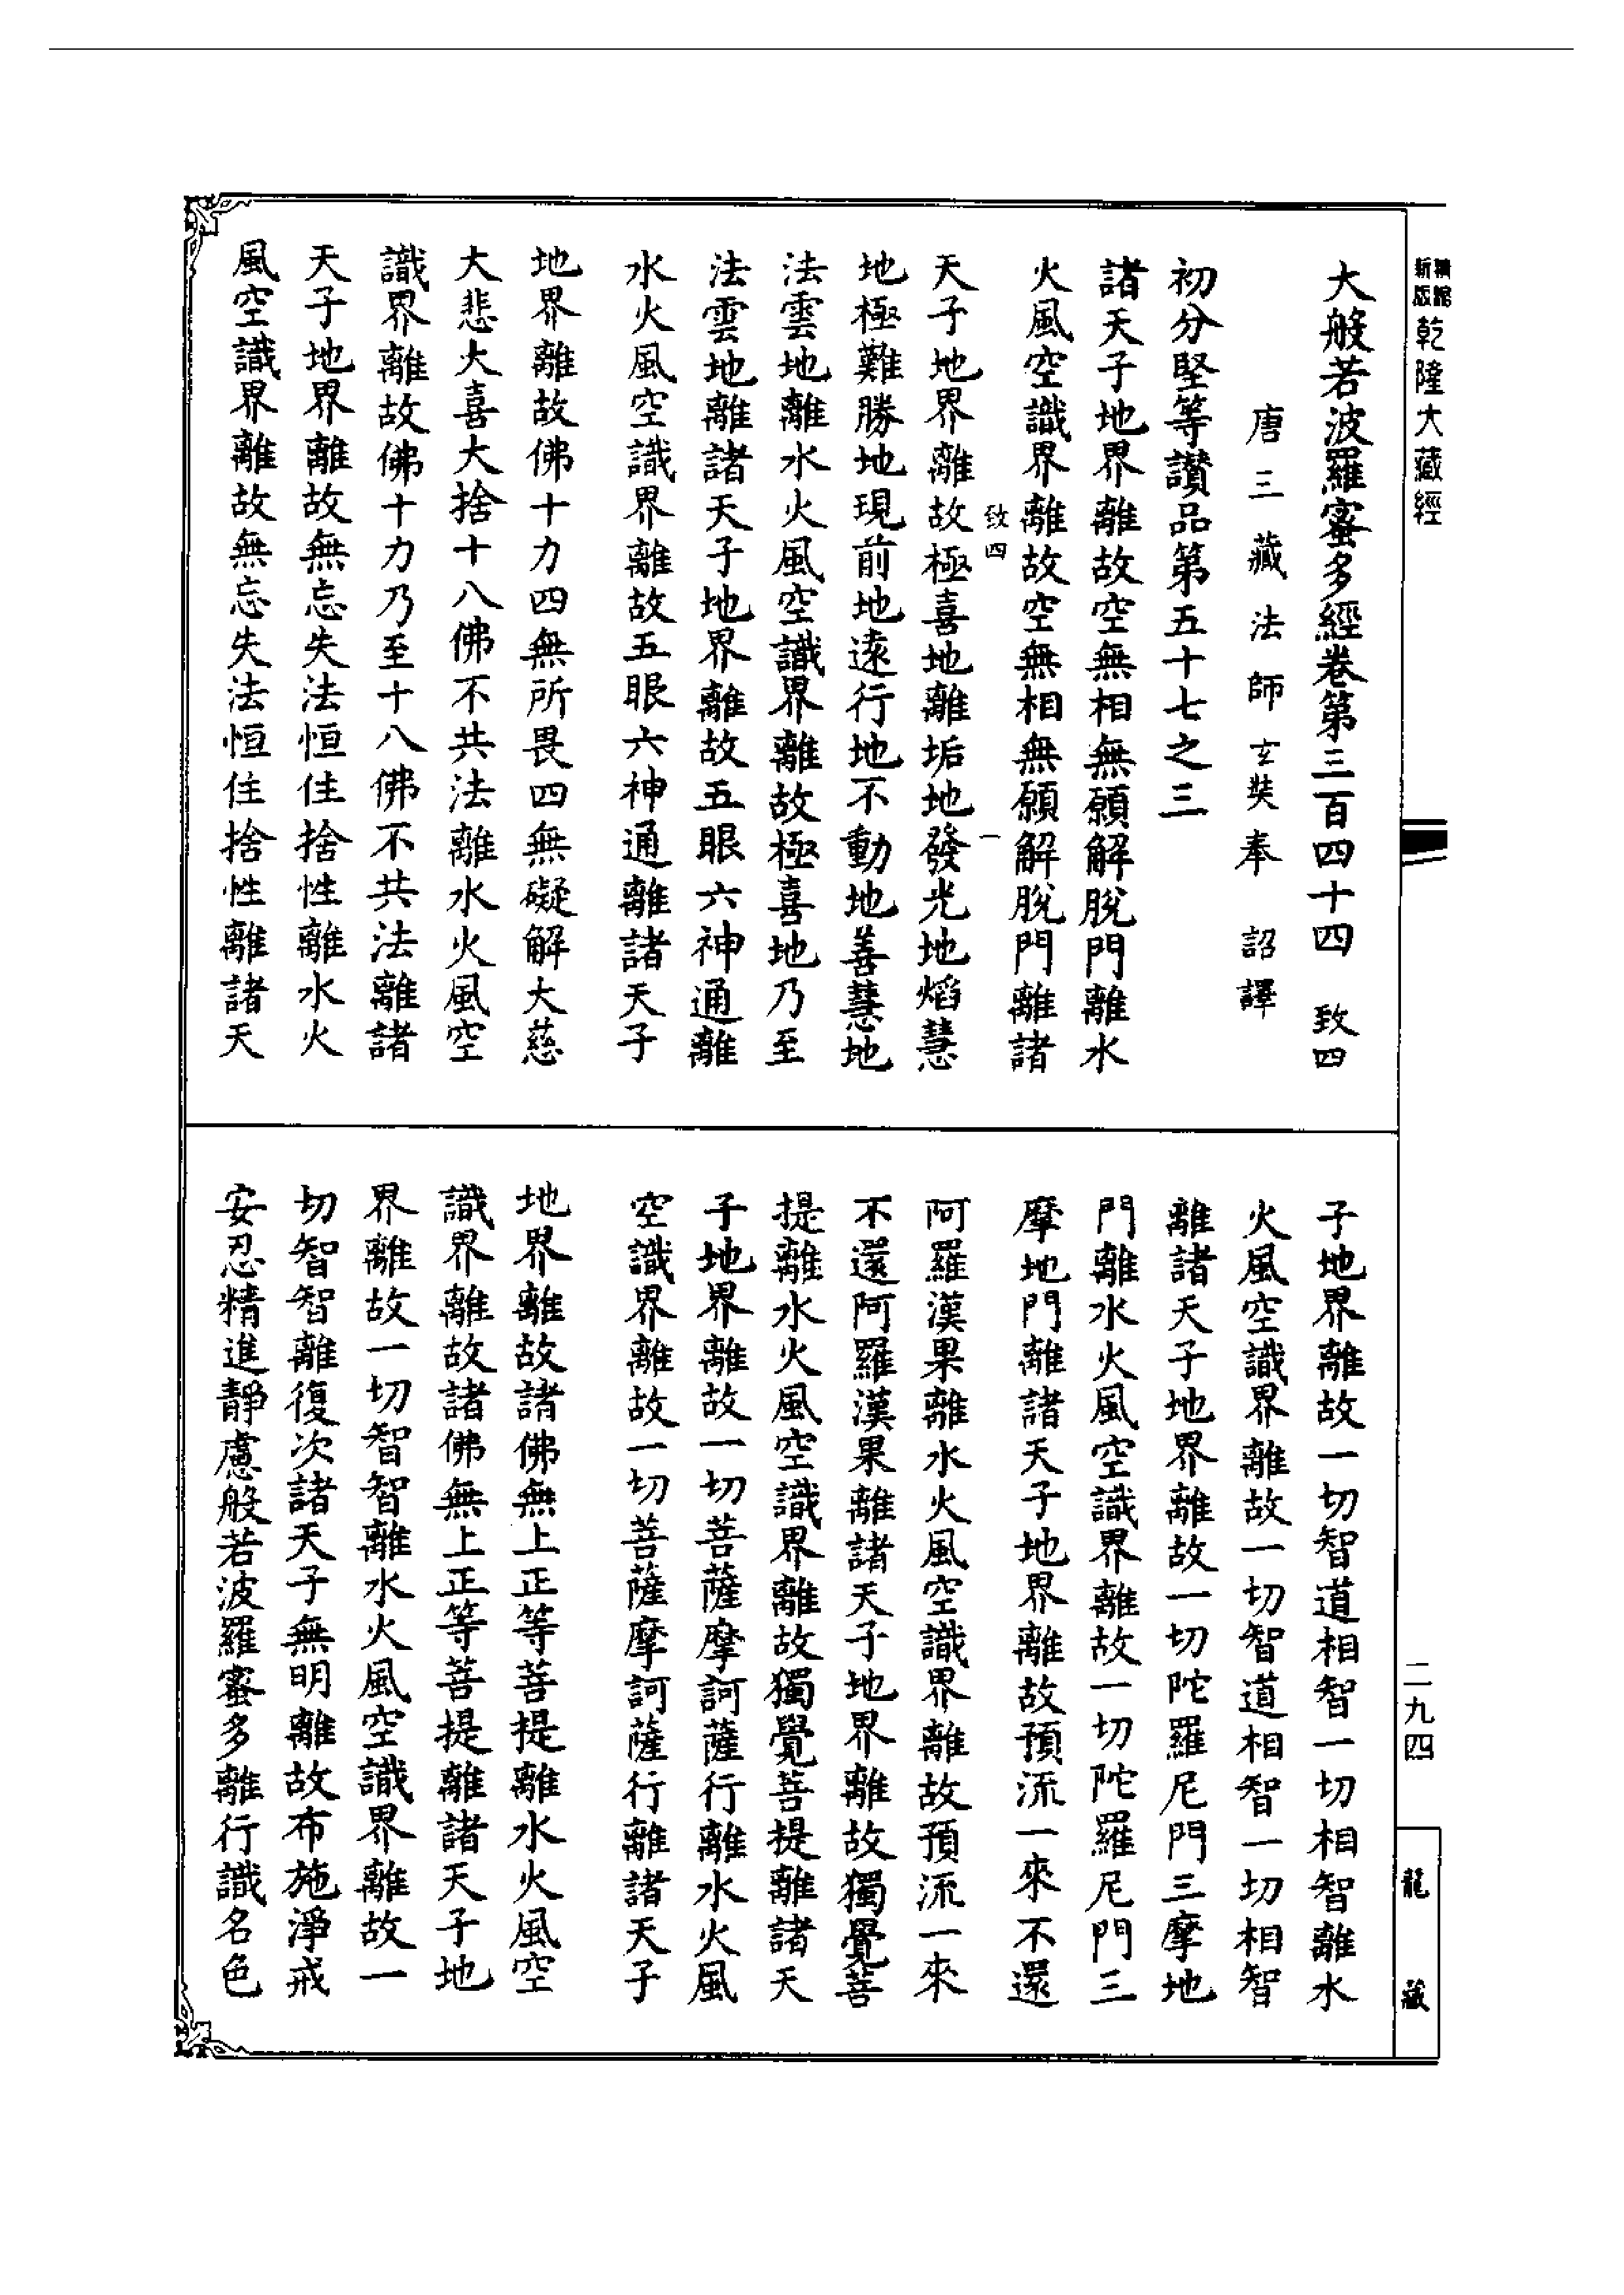 大般若波羅蜜多經卷第三百四十四　致四
唐三藏法師玄奘奉　詔譯
初分堅等讚品第五十七之三
諸天子地界離故空無相無願解脫門離水
火風空識界離故空無相無願解脫門離諸
致四　一
天子地界離故極喜地離垢地發光地焰慧
地極難勝地現前地遠行地不動地善慧地
法雲地離水火風空識界離故極喜地乃至
法雲地離諸天子地界離故五眼六神通離
水火風空識界離故五眼六神通離諸天子
地界離故佛十力四無所畏四無礙解大慈
大悲大喜大捨十八佛不共法離水火風空
識界離故佛十力乃至十八佛不共法離諸
天子地界離故無忘失法恒住捨性離水火
風空識界離故無忘失法恒住捨性離諸天
子地界離故一切智道相智一切相智離水
火風空識界離故一切智道相智一切相智
離諸天子地界離故一切陀羅尼門三摩地
門離水火風空識界離故一切陀羅尼門三
摩地門離諸天子地界離故預流一來不還
阿羅漢果離水火風空識界離故預流一來
不還阿羅漢果離諸天子地界離故獨覺菩
提離水火風空識界離故獨覺菩提離諸天
子地界離故一切菩薩摩訶薩行離水火風
空識界離故一切菩薩摩訶薩行離諸天子
地界離故諸佛無上正等菩提離水火風空
識界離故諸佛無上正等菩提離諸天子地
界離故一切智智離水火風空識界離故一
切智智離復次諸天子無明離故布施淨戒
安忍精進靜慮般若波羅蜜多離行識名色
新版精縮乾隆大藏經
二九四
龍藏